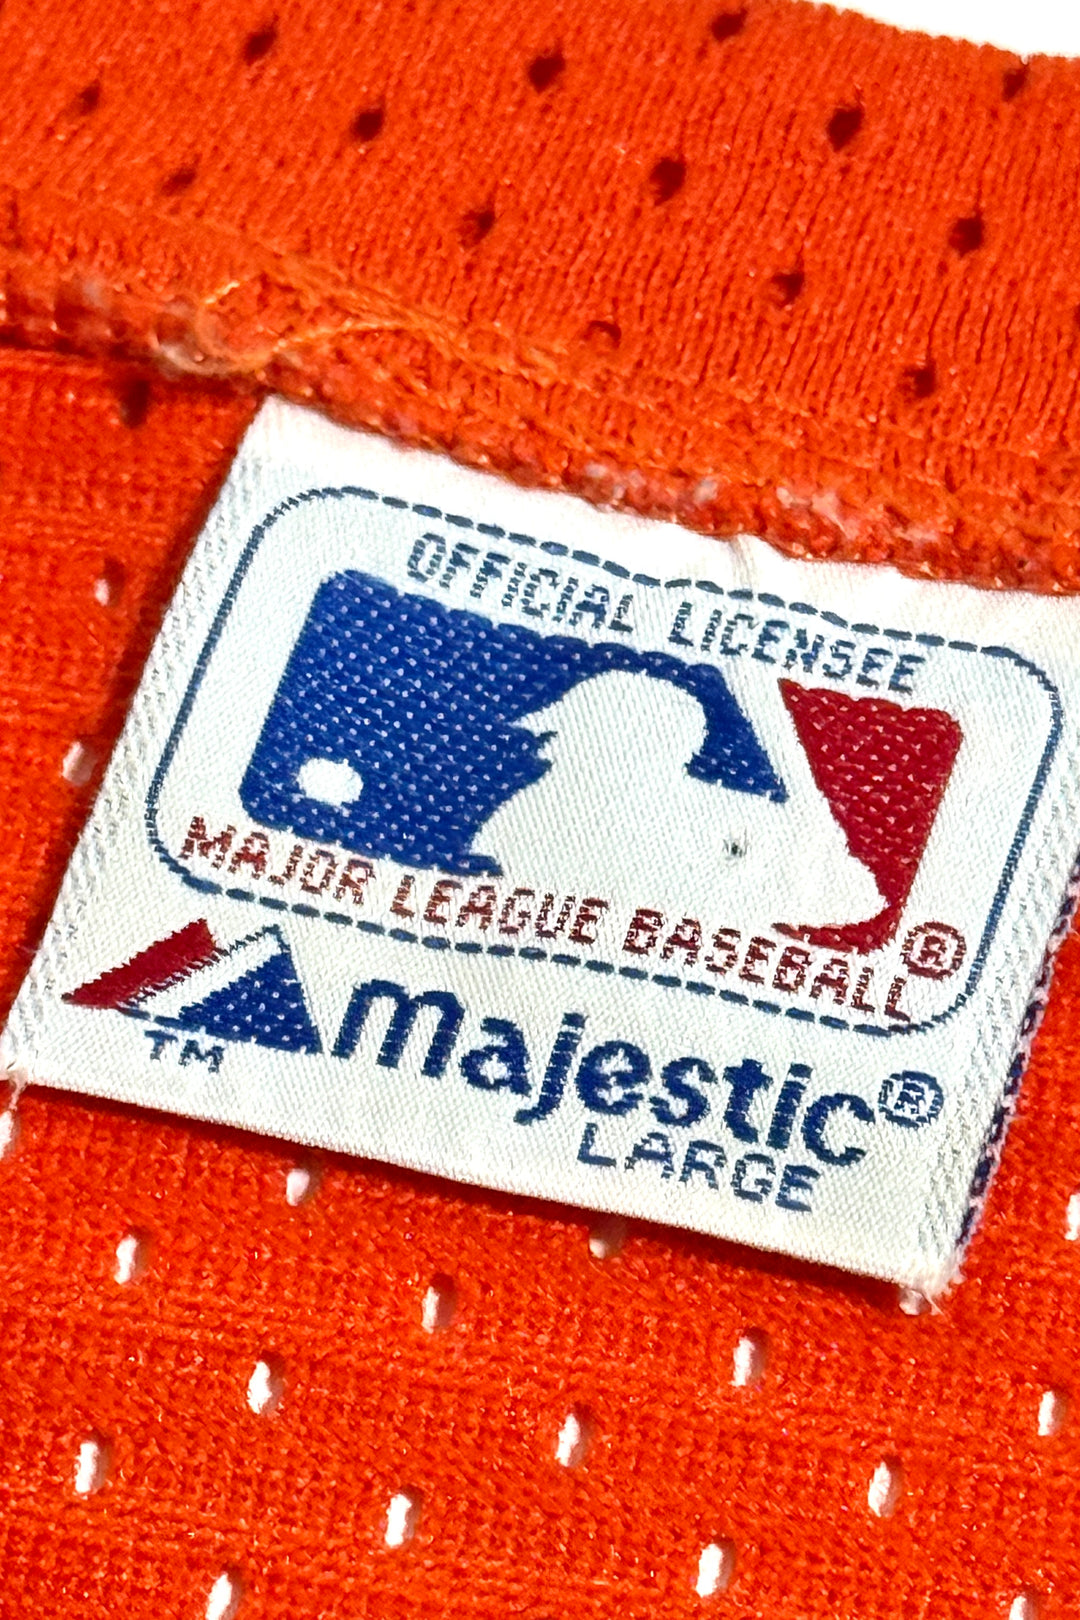 OFFICIAL LICENSEE
MAJOR LEAGUE BASEBALL®
majestic®
TM
LARGE